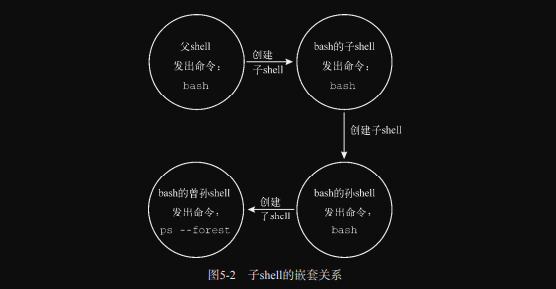 父shell
发出命令：
bash
创建
子shell
bash的子shell
发出命令：
bash
创建子shell
bash的孙shell
发出命令：
bash
创建
了shell
bash的曾孙shell
发出命令：
ps --forest
图5-2 子shell的嵌套关系